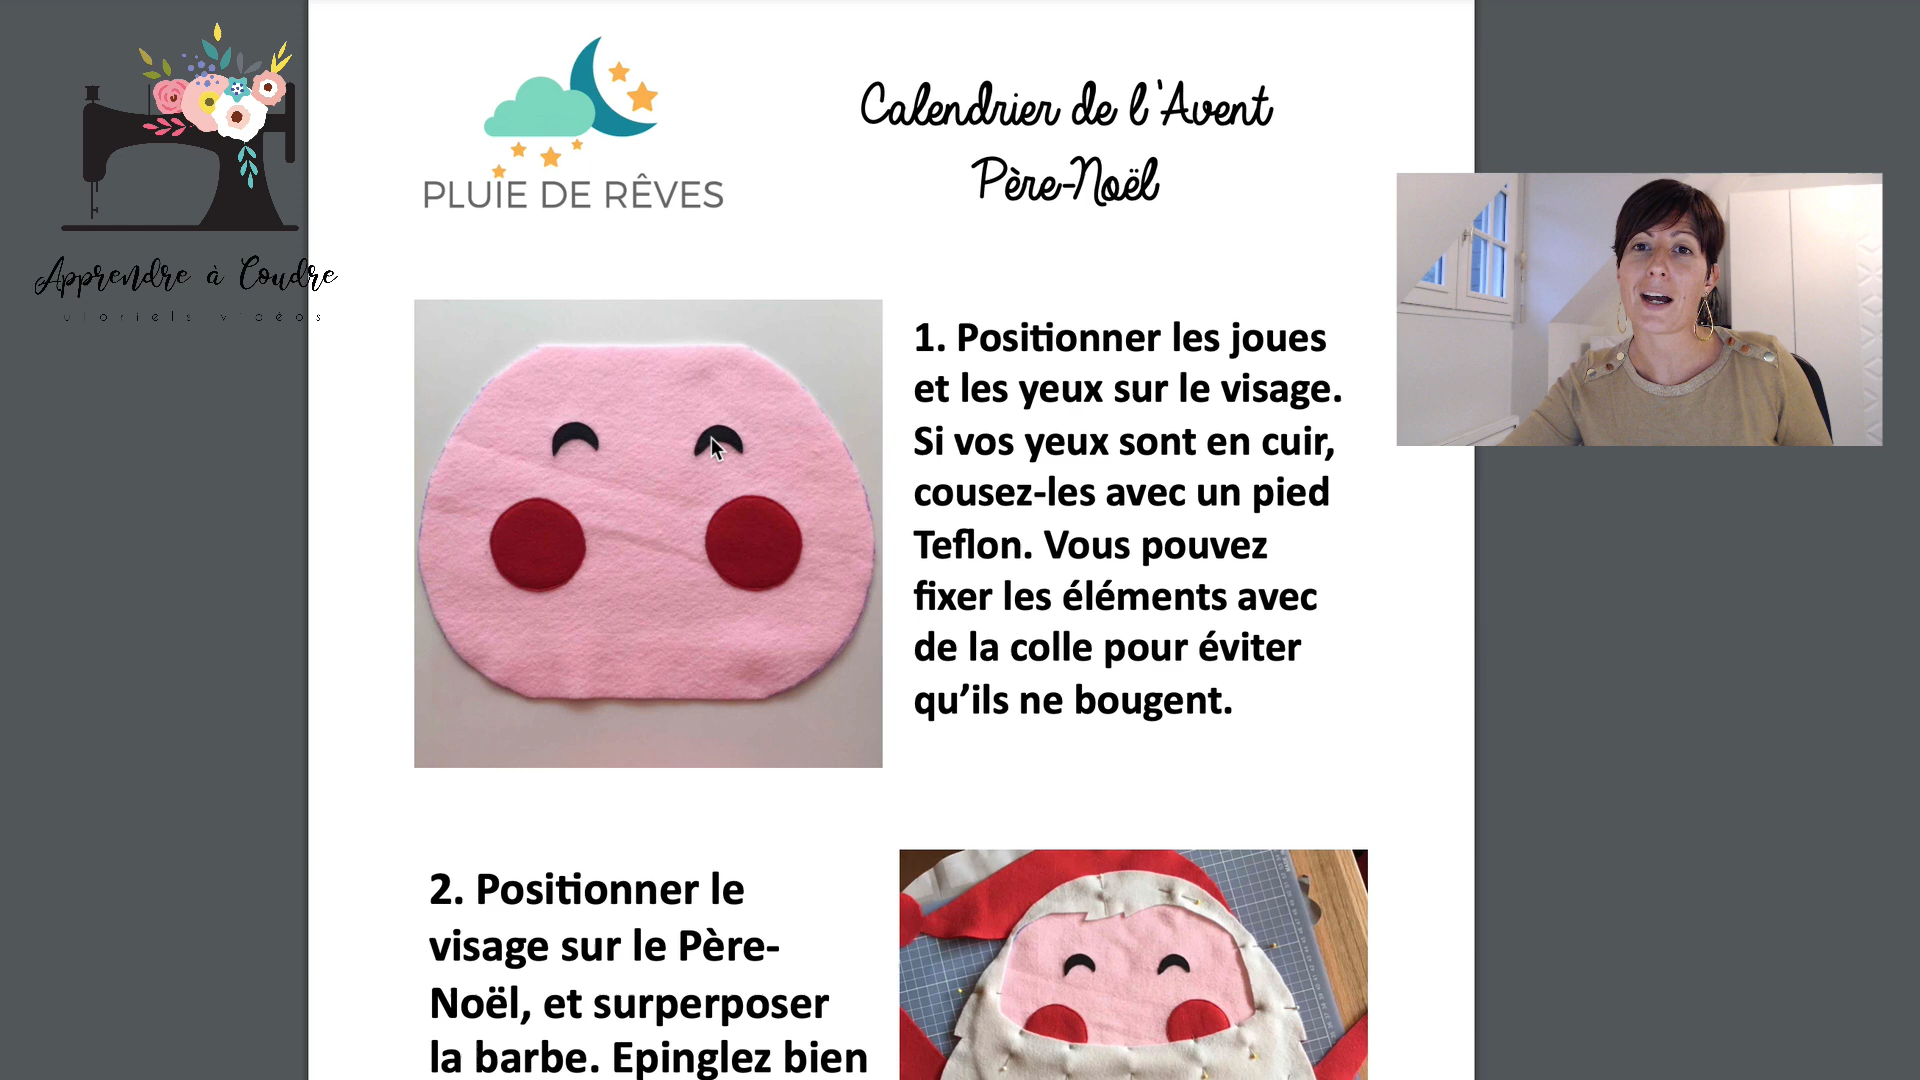 PLUIE DE RÊVES
Calendrier de l'Avent
Père-Noël
Apprendre à Coudre
utoriels vidéos
1. Positionner les joues
et les yeux sur le visage.
Si vos yeux sont en cuir,
cousez-les avec un pied
Teflon. Vous pouvez
fixer les éléments avec
de la colle pour éviter
qu’ils ne bougent.
2. Positionner le
visage sur le Père-
Noël, et surperposer
la barbe. Epinglez bien